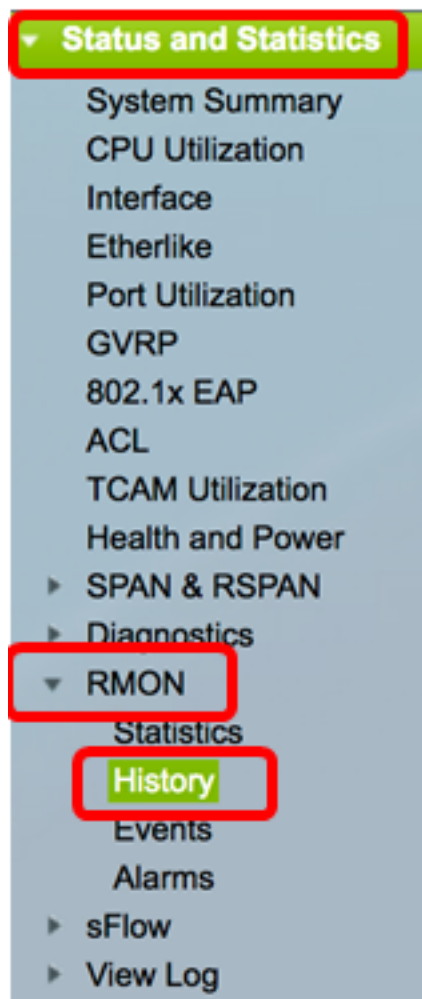 Status and Statistics
System Summary
CPU Utilization
Interface
Etherlike
Port Utilization
GVRP
802.1x EAP
ACL
TCAM Utilization
Health and Power
SPAN & RSPAN
Diagnostics
RMON
Statistics
History
Events
Alarms
sFlow
View Log